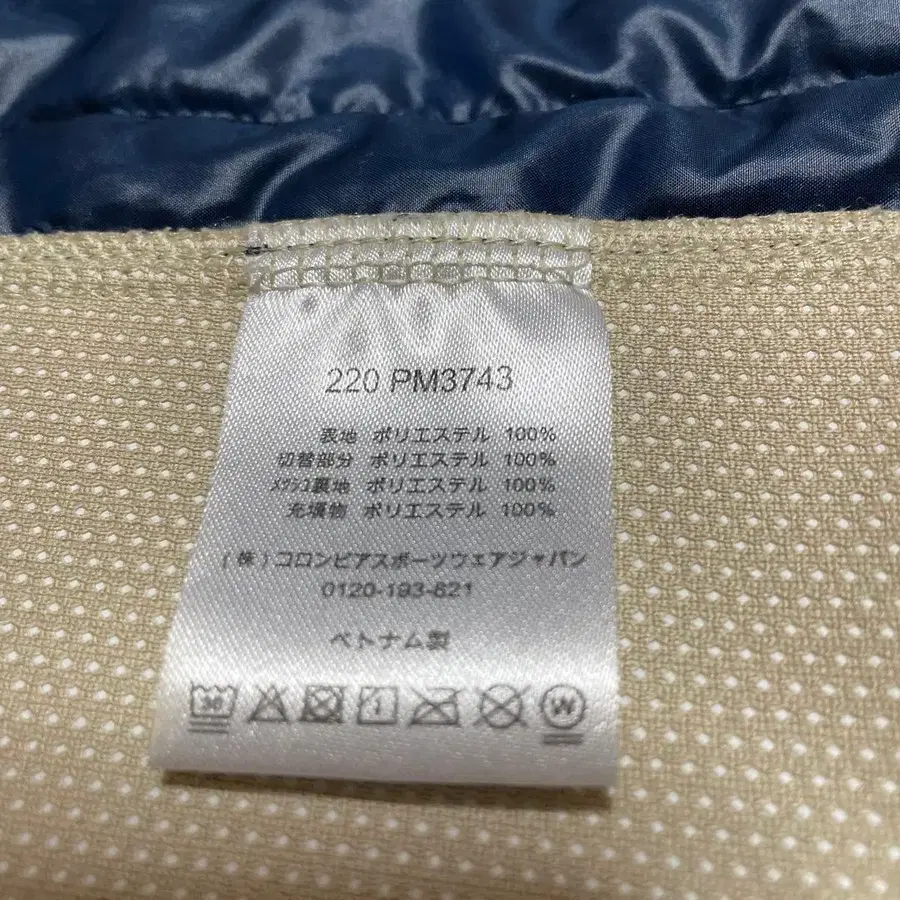 220 PM3743
表地 ポリエステル 100%
切替部分 ポリエステル 100%
メッシュ裏地 ポリエステル 100%
充填物 ポリエステル 100%
(株)コロンビアスポーツウェアジャパン
0120-193-821
ベトナム製
30 W